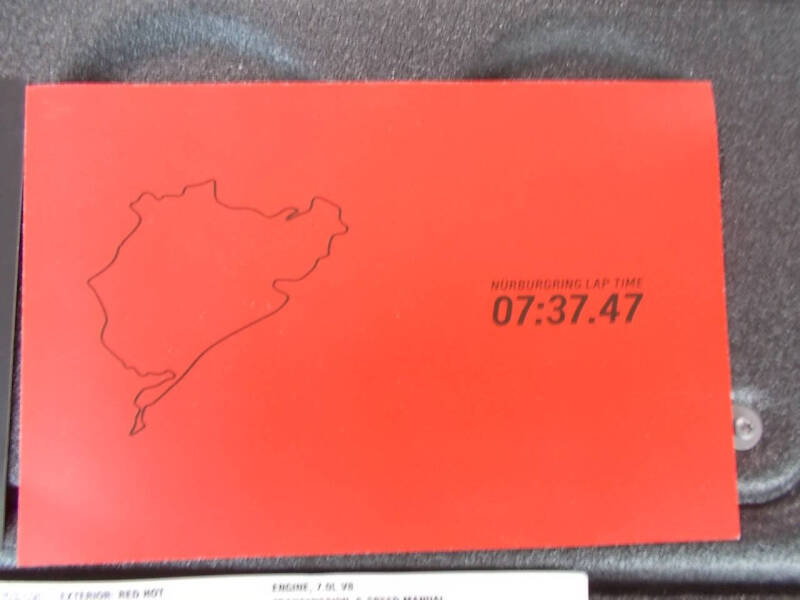 NÜRBURGRING LAP TIME
07:37.47
EXTERIOR: RED HOT
ENGINE, 7.0L V8